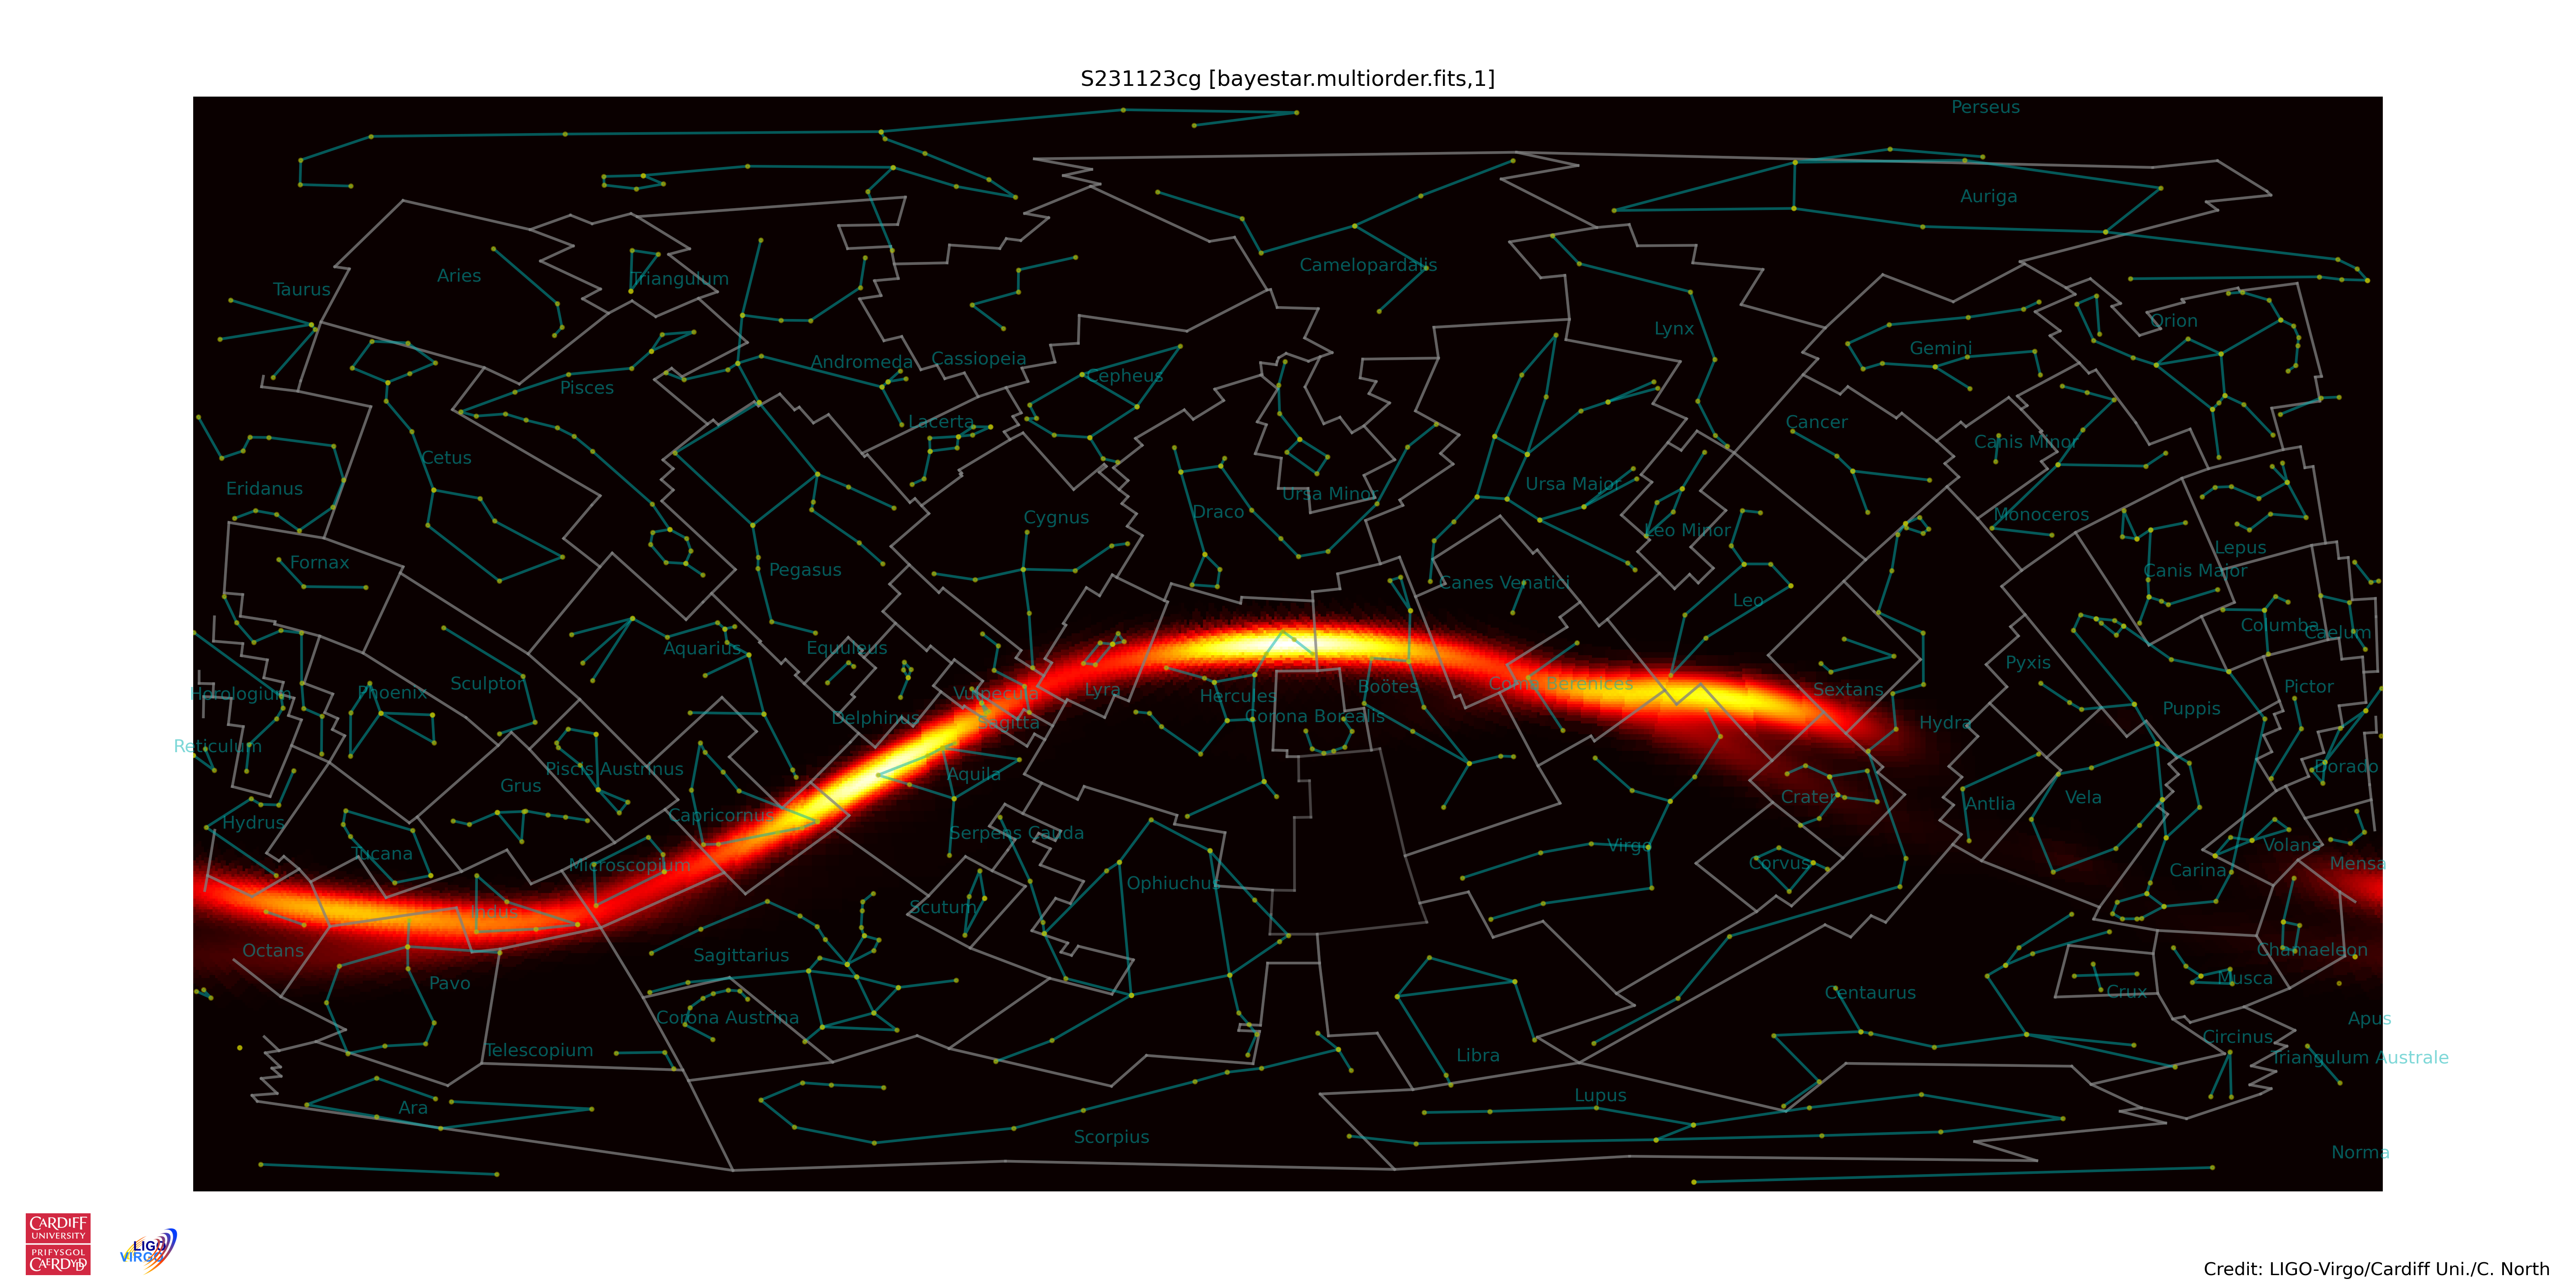 S231123cg [bayestar.multiorder.fits,1]
Perseus
Auriga
Camelopardalis
Aries
Triangulum
Taurus
Orion
Lynx
Gemini
Andromeda
Cassiopeia
Cepheus
Pisces
Lacerta
Cancer
Canis Minor
Cetus
Ursa Major
Eridanus
Ursa Minor
Draco
Cygnus
Monoceros
Leo Minor
Lepus
Fornax
Pegasus
Canis Major
Canes Venatici
Leo
Columba
Caelum
Aquarius
Equuleus
Pyxis
Sculptor
Coma Berenices
Boötes
Sextans
Pictor
Horologium
Phoenix
Vulpecula
Lyra
Hercules
Puppis
Delphinus
Sagitta
Corona Borealis
Hydra
Reticulum
Piscis Austrinus
Aquila
Dorado
Grus
Crater
Vela
Antlia
Capricornus
Hydrus
Serpens Cauda
Virgo
Volans
Tucana
Microscopium
Corvus
Mensa
Carina
Ophiuchus
Indus
Scutum
Octans
Sagittarius
Chamaeleon
Pavo
Musca
Centaurus
Crux
Corona Austrina
Apus
Circinus
Telescopium
Libra
Triangulum Australe
Lupus
Ara
Scorpius
Norma
CARDIFF
UNIVERSITY
PRIFYSGOL
CAERDYDD
LIGO
VIRGO
Credit: LIGO-Virgo/Cardiff Uni./C. North